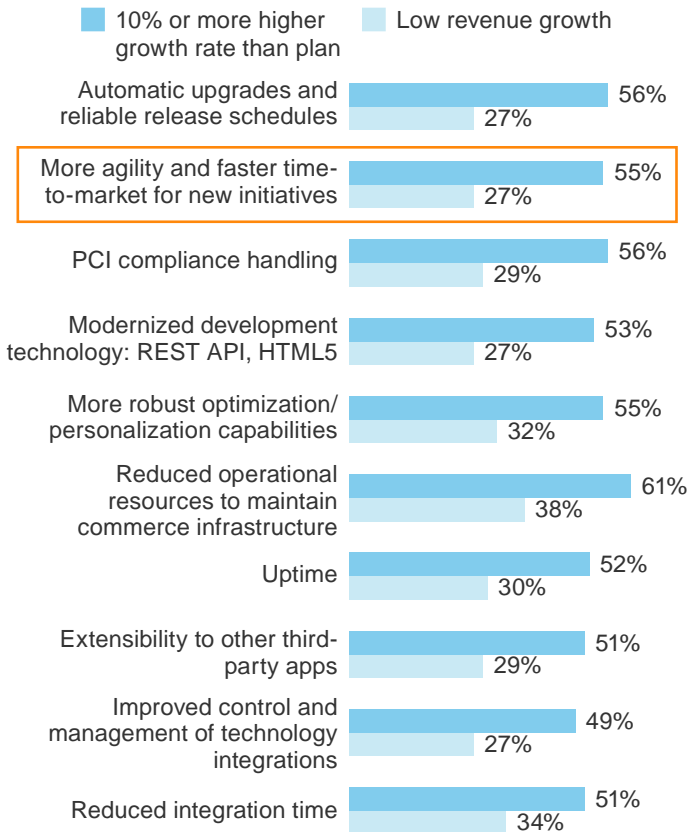 10% or more higher
growth rate than plan
Low revenue growth
Automatic upgrades and
reliable release schedules
56%
27%
More agility and faster time-
to-market for new initiatives
55%
27%
PCI compliance handling
56%
29%
Modernized development
technology: REST API, HTML5
53%
27%
More robust optimization/
personalization capabilities
55%
32%
Reduced operational
resources to maintain
commerce infrastructure
61%
38%
Uptime
52%
30%
Extensibility to other third-
party apps
51%
29%
Improved control and
management of technology
integrations
49%
27%
Reduced integration time
51%
34%